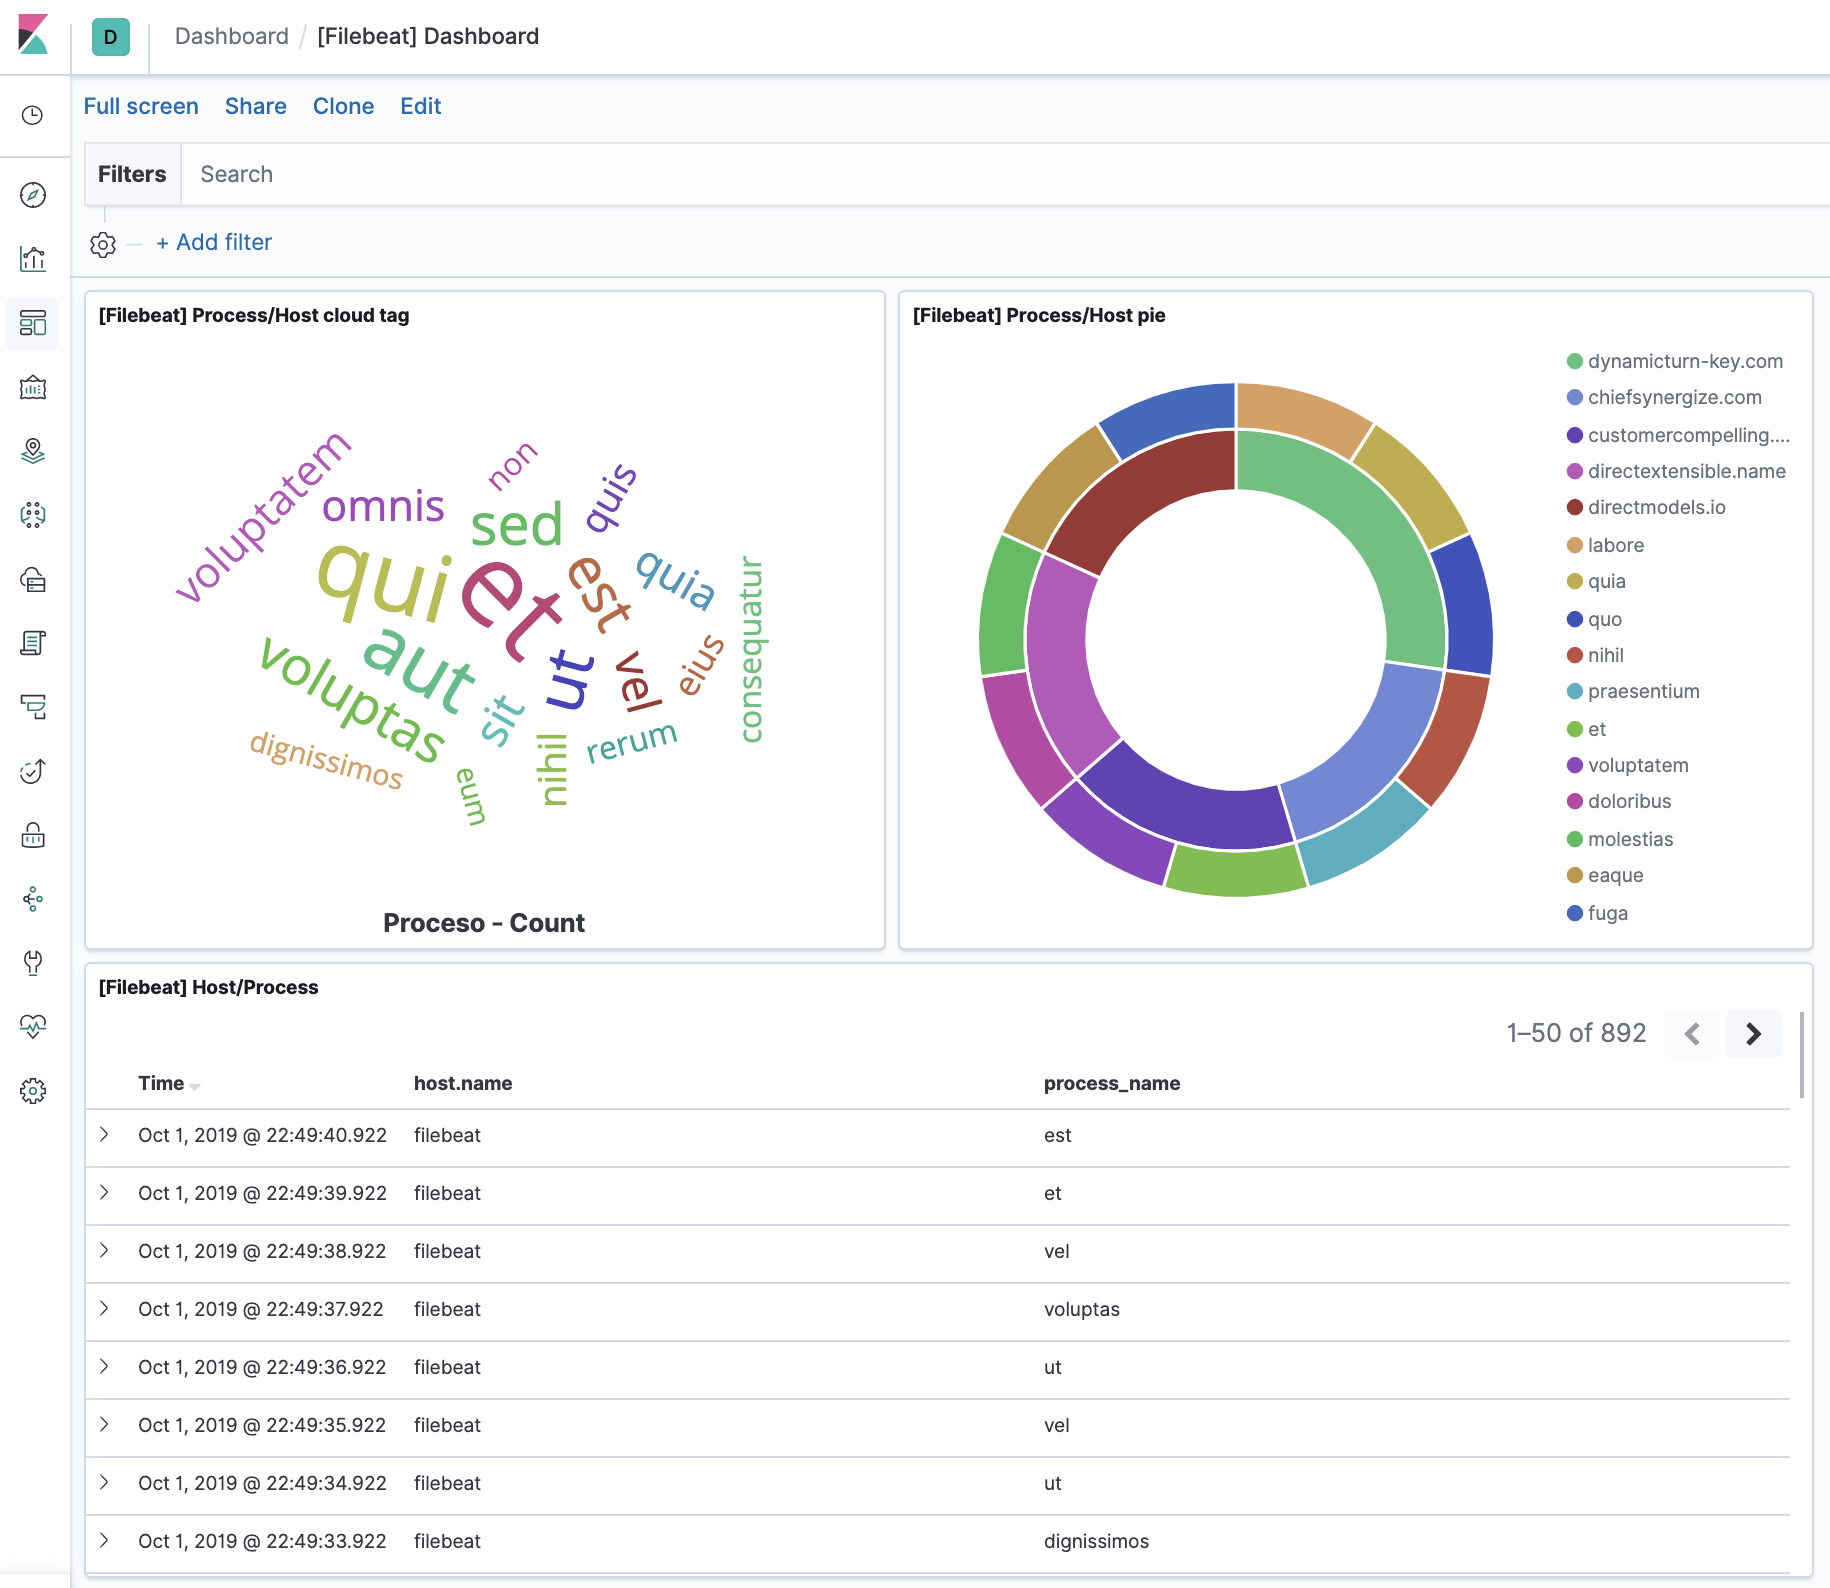 D
Dashboard / [Filebeat] Dashboard
Full screen Share Clone Edit
Filters Search
+ Add filter
[Filebeat] Process/Host cloud tag
voluptatem
omnis
non
quis
sed
qui
et
est
quia
consequatur
aut
voluptas
ut
vel
eius
sit
rerum
nihil
dignissimos
eum
Proceso - Count
[Filebeat] Process/Host pie
dynamicturn-key.com
chiefsynergize.com
customercompelling....
directextensible.name
directmodels.io
labore
quia
quo
nihil
praesentium
et
voluptatem
doloribus
molestias
eaque
fuga
[Filebeat] Host/Process
1–50 of 892
Time host.name process_name
Oct 1, 2019 @ 22:49:40.922 filebeat est
Oct 1, 2019 @ 22:49:39.922 filebeat et
Oct 1, 2019 @ 22:49:38.922 filebeat vel
Oct 1, 2019 @ 22:49:37.922 filebeat voluptas
Oct 1, 2019 @ 22:49:36.922 filebeat ut
Oct 1, 2019 @ 22:49:35.922 filebeat vel
Oct 1, 2019 @ 22:49:34.922 filebeat ut
Oct 1, 2019 @ 22:49:33.922 filebeat dignissimos